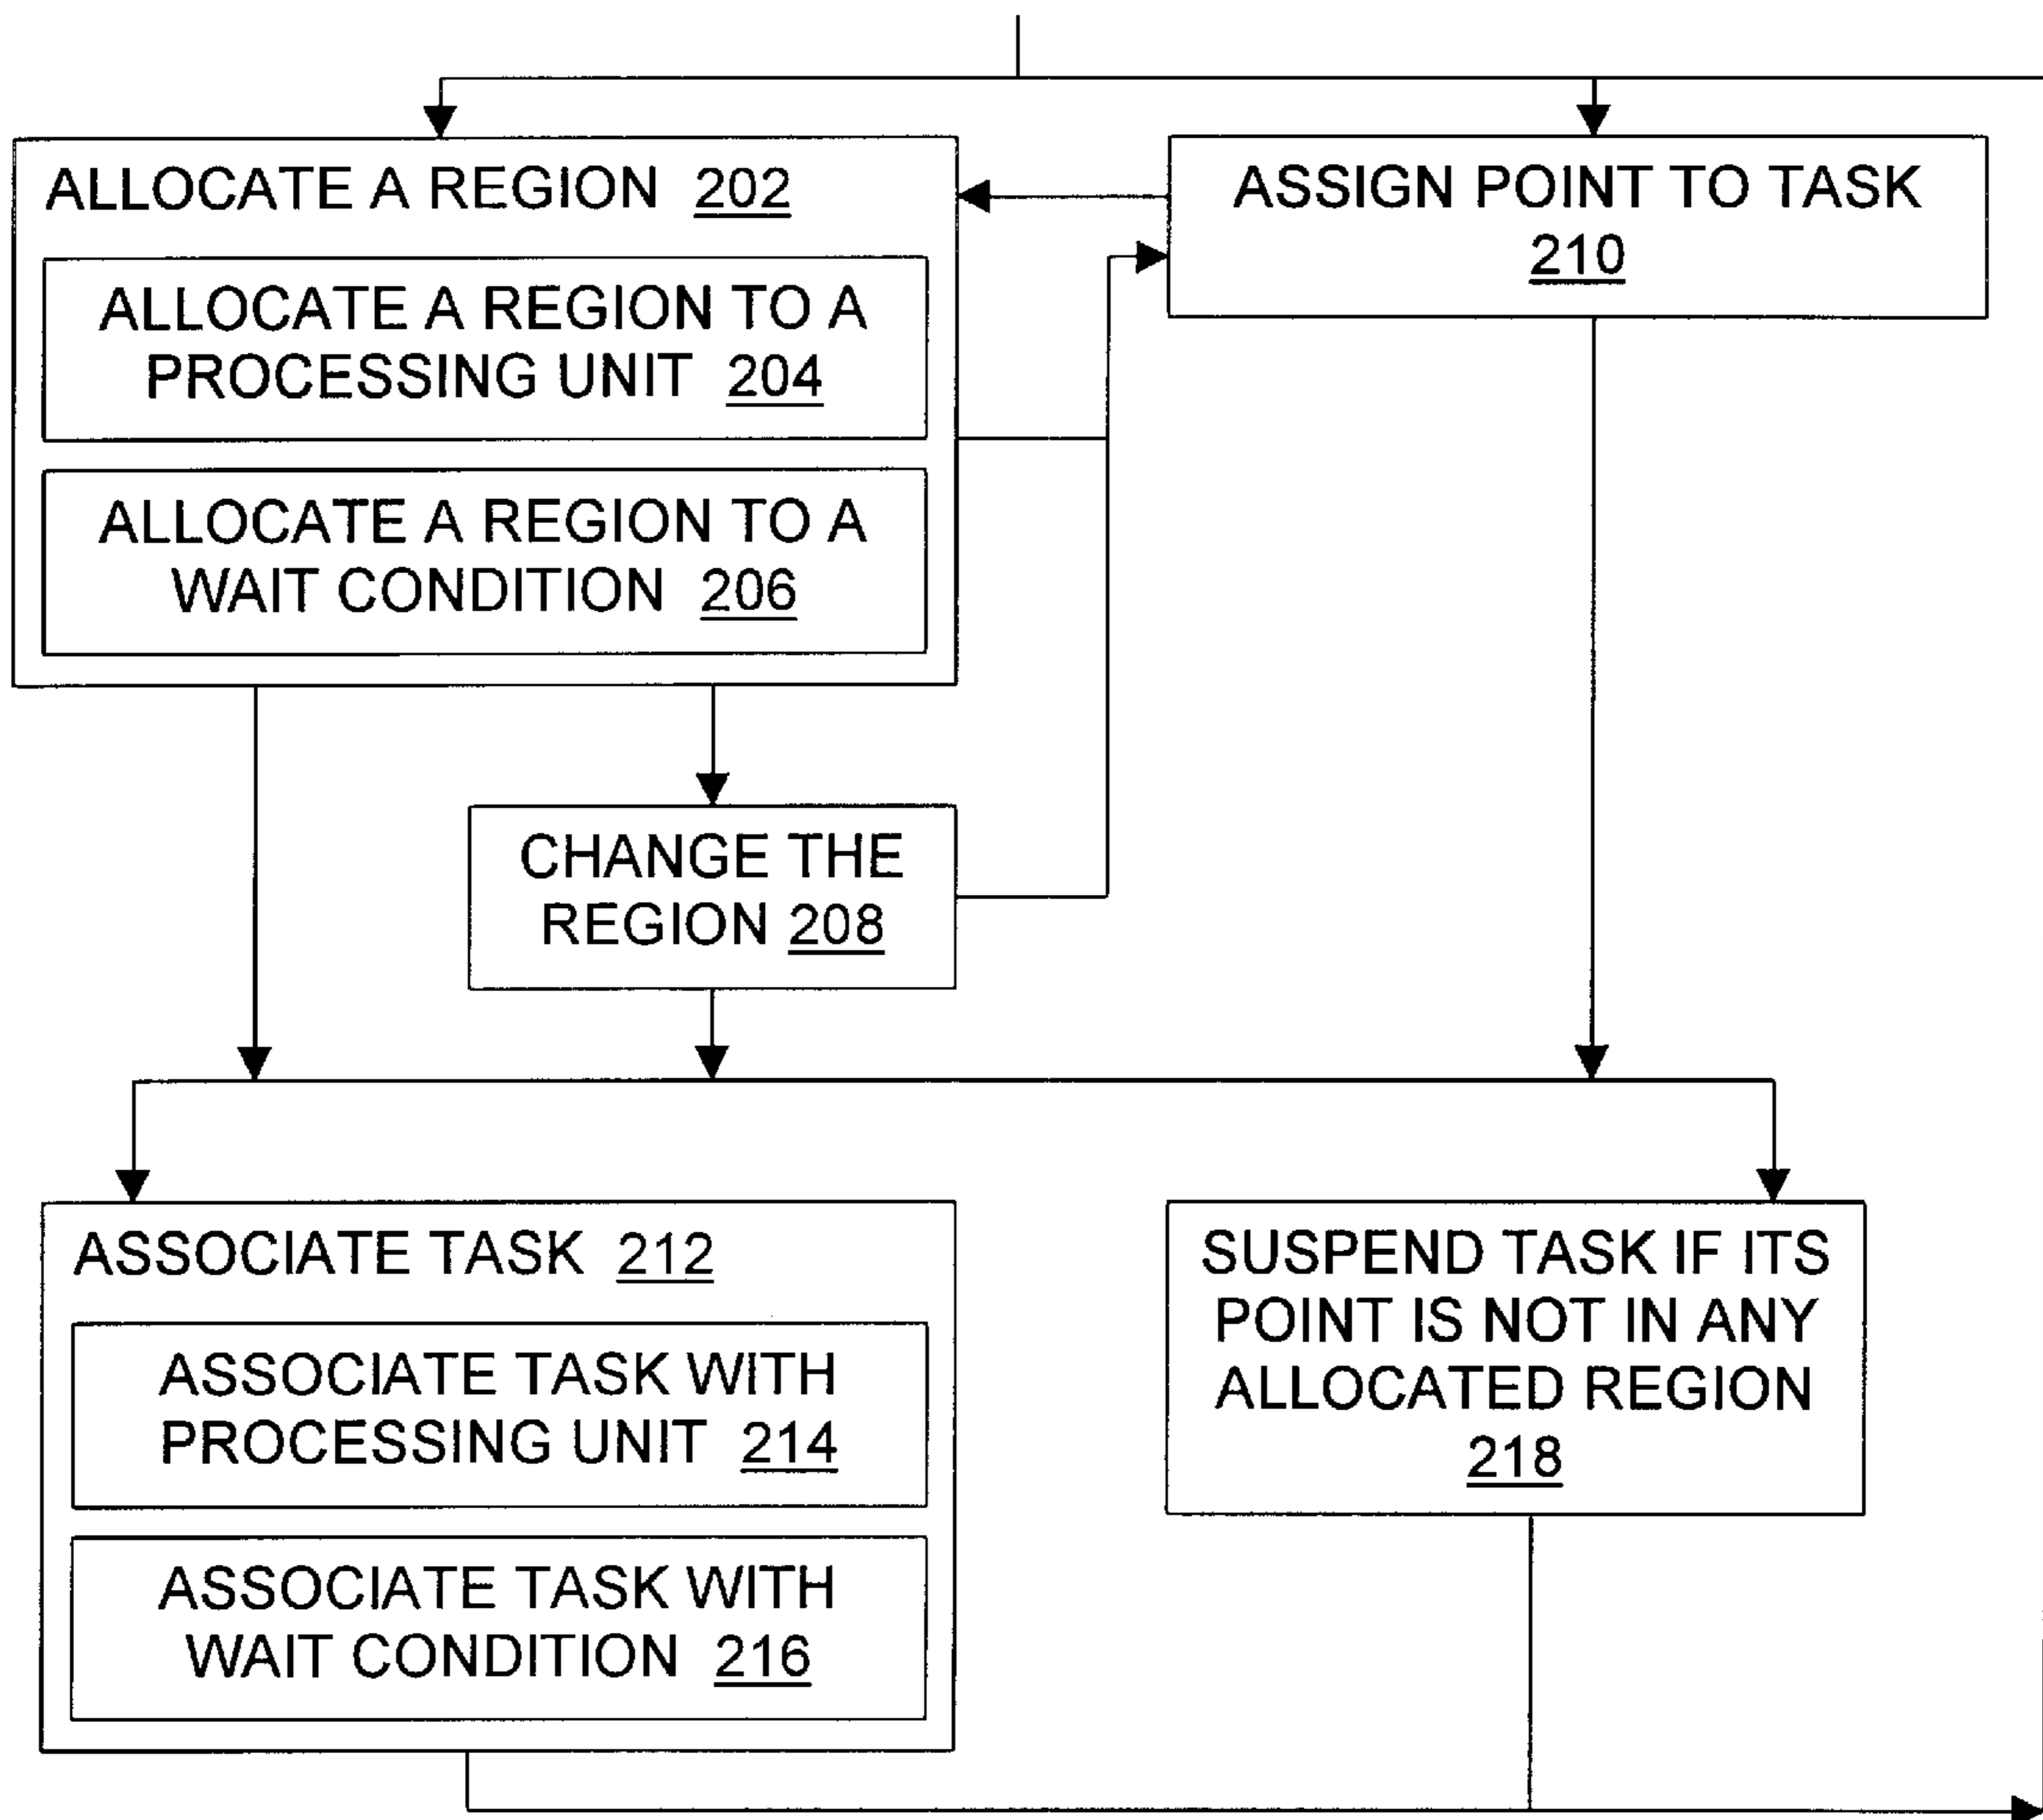 ALLOCATE A REGION 202
ALLOCATE A REGION TO A
PROCESSING UNIT 204
ALLOCATE A REGION TO A
WAIT CONDITION 206
ASSIGN POINT TO TASK
210
CHANGE THE
REGION 208
ASSOCIATE TASK 212
ASSOCIATE TASK WITH
PROCESSING UNIT 214
ASSOCIATE TASK WITH
WAIT CONDITION 216
SUSPEND TASK IF ITS
POINT IS NOT IN ANY
ALLOCATED REGION
218